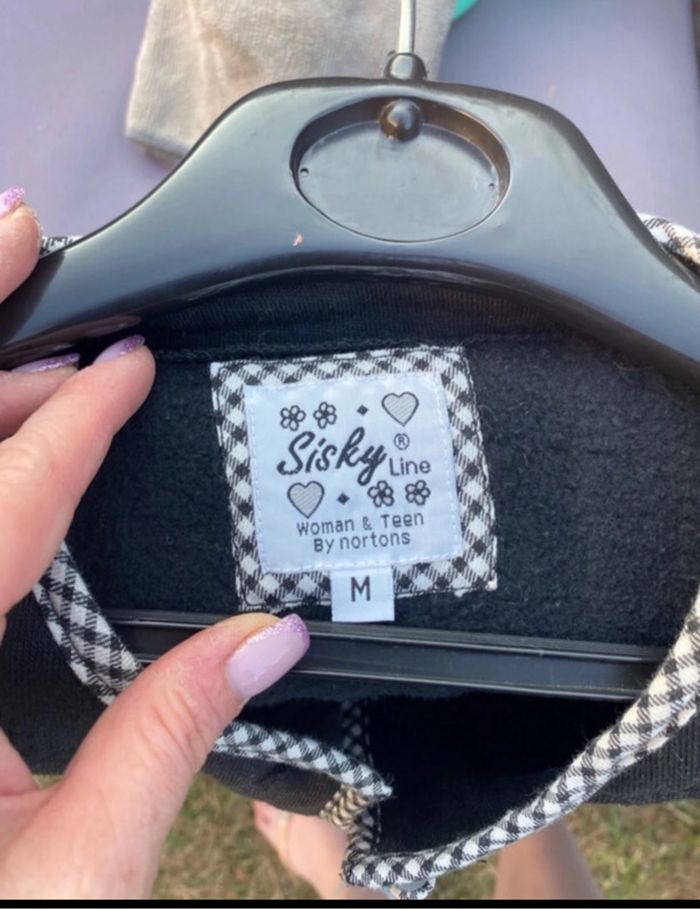 Sisky® Line
Woman & Teen
By nortons
M